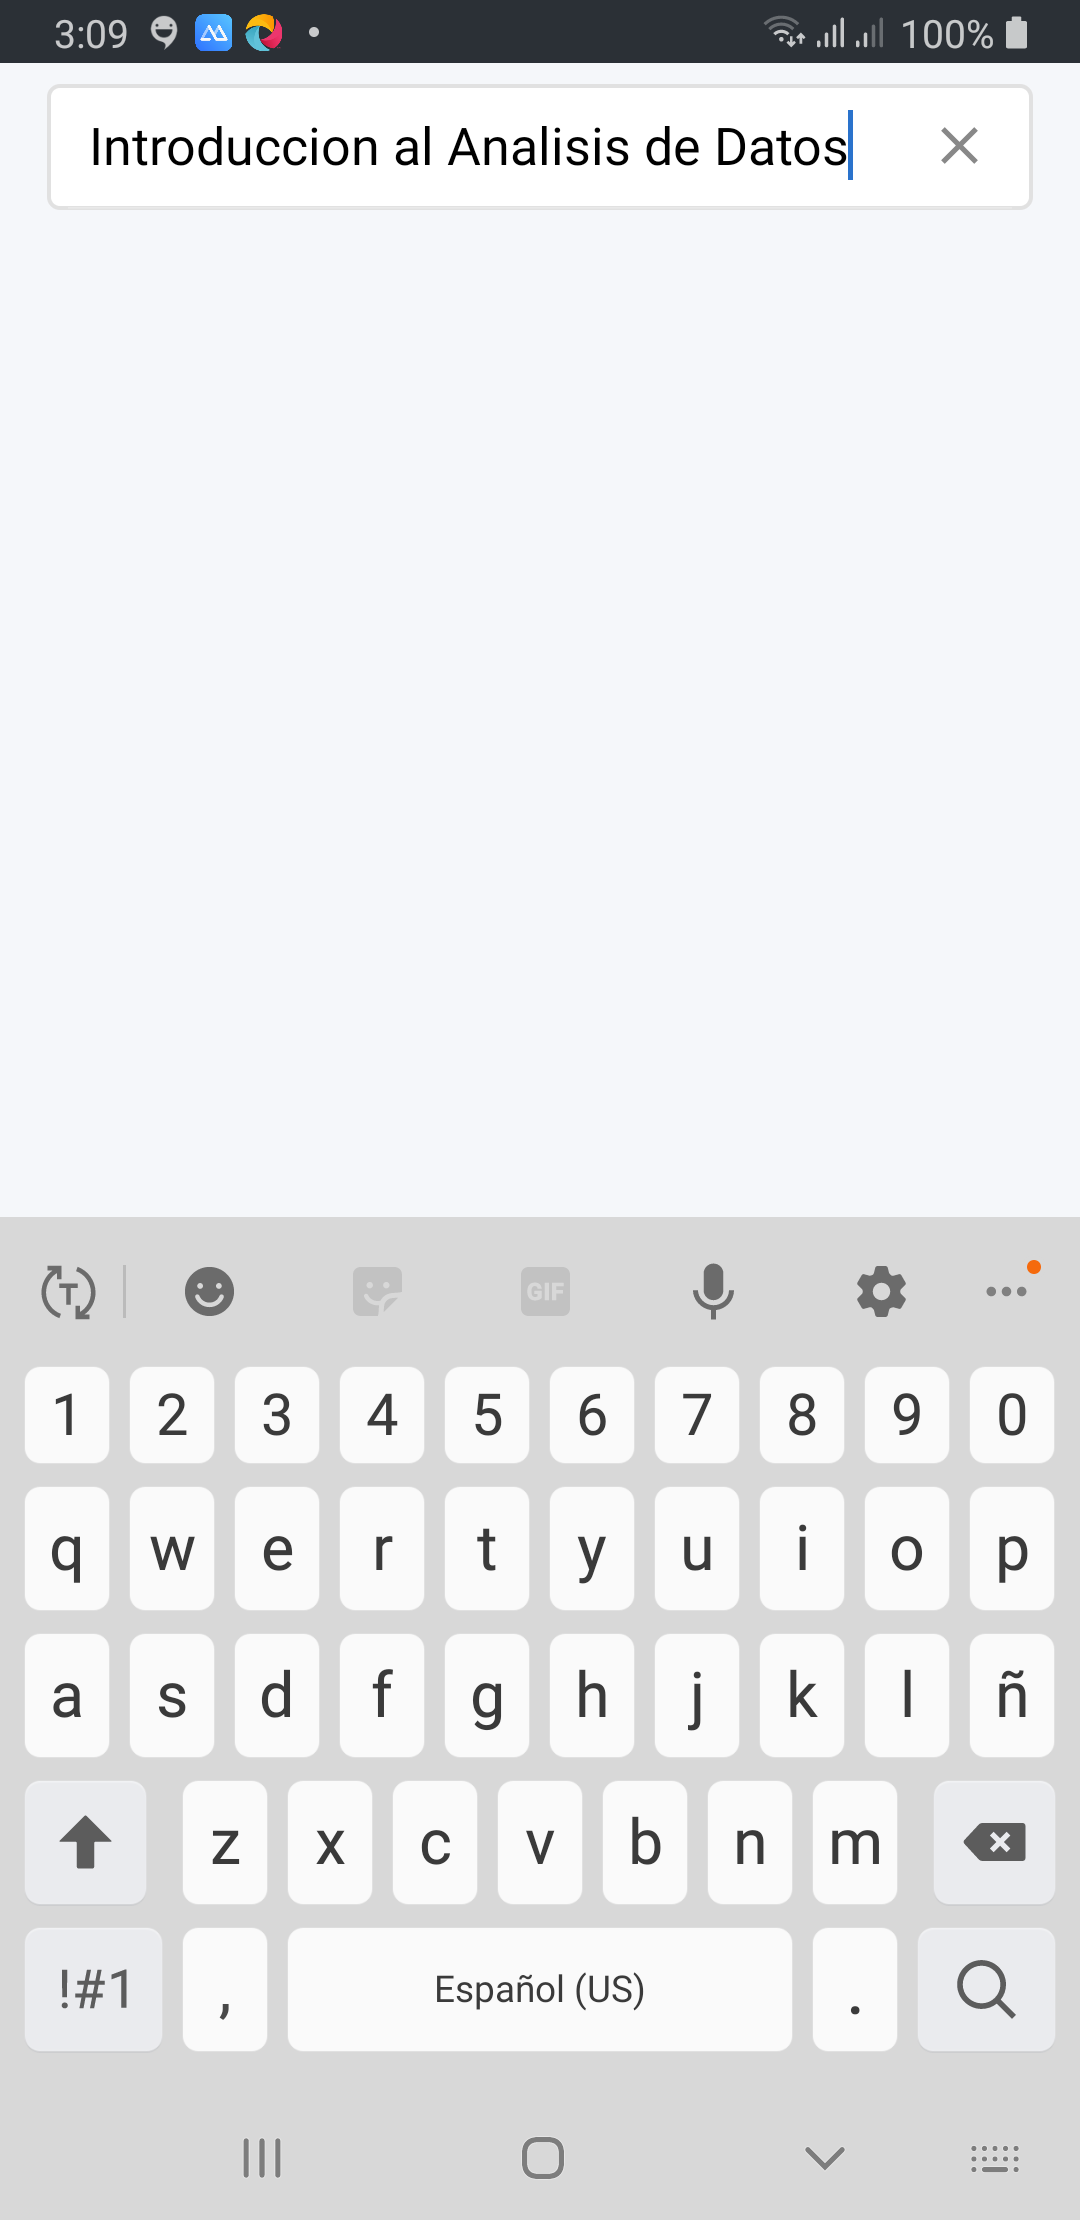 3:09
100%
Introduccion al Analisis de Datos
T
GIF
1 2 3 4 5 6 7 8 9 0
q w e r t y u i o p
a s d f g h j k l ñ
z x c v b n m
!#1 , Español (US) .